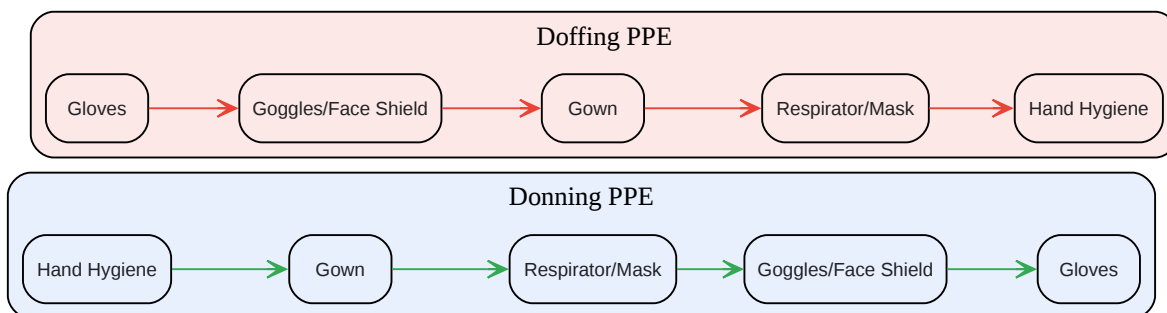 Doffing PPE
Gloves
Goggles/Face Shield
Gown
Respirator/Mask
Hand Hygiene
Donning PPE
Hand Hygiene
Gown
Respirator/Mask
Goggles/Face Shield
Gloves